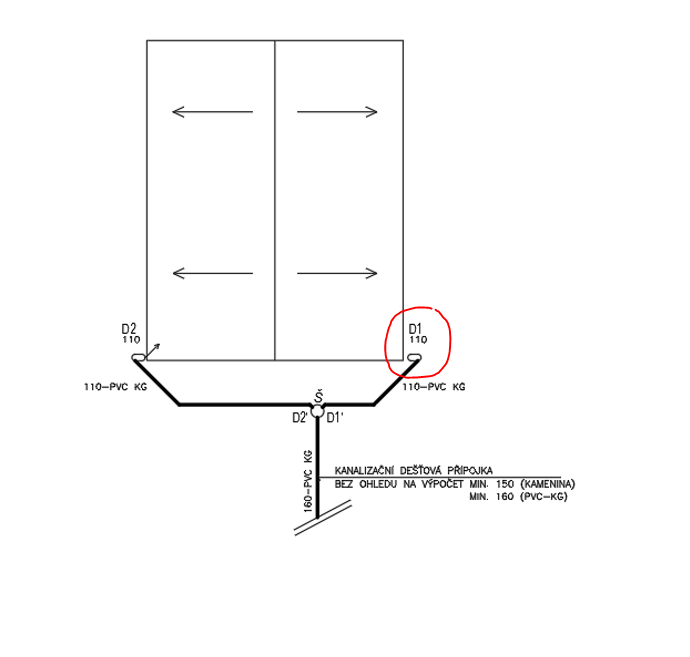 D2
110
D1
110
110-PVC KG
110-PVC KG
Š
D2' D1'
160-PVC KG
KANALIZAČNÍ DEŠŤOVÁ PŘÍPOJKA
BEZ OHLEDU NA VÝPOČET MIN. 150 (KAMENINA)
MIN. 160 (PVC-KG)